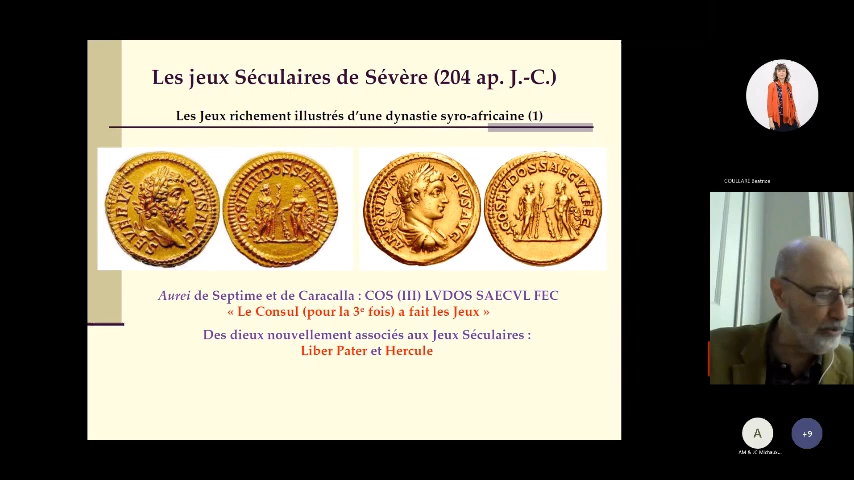 Les jeux Séculaires de Sévère (204 ap. J.-C.)
Les Jeux richement illustrés d'une dynastie syro-africaine (1)
SEVERVS PIVS AVG
COS III LVDOS SAECVL FEC
ANTONINVS PIVS AVG
COS LVDOS SAECVL FEC
Aurei de Septime et de Caracalla : COS (III) LVDOS SAECVL FEC
« Le Consul (pour la 3e fois) a fait les Jeux »
Des dieux nouvellement associés aux Jeux Séculaires :
Liber Pater et Hercule
COULLARE Beatrice
A
+9
AM & JC Michaux...